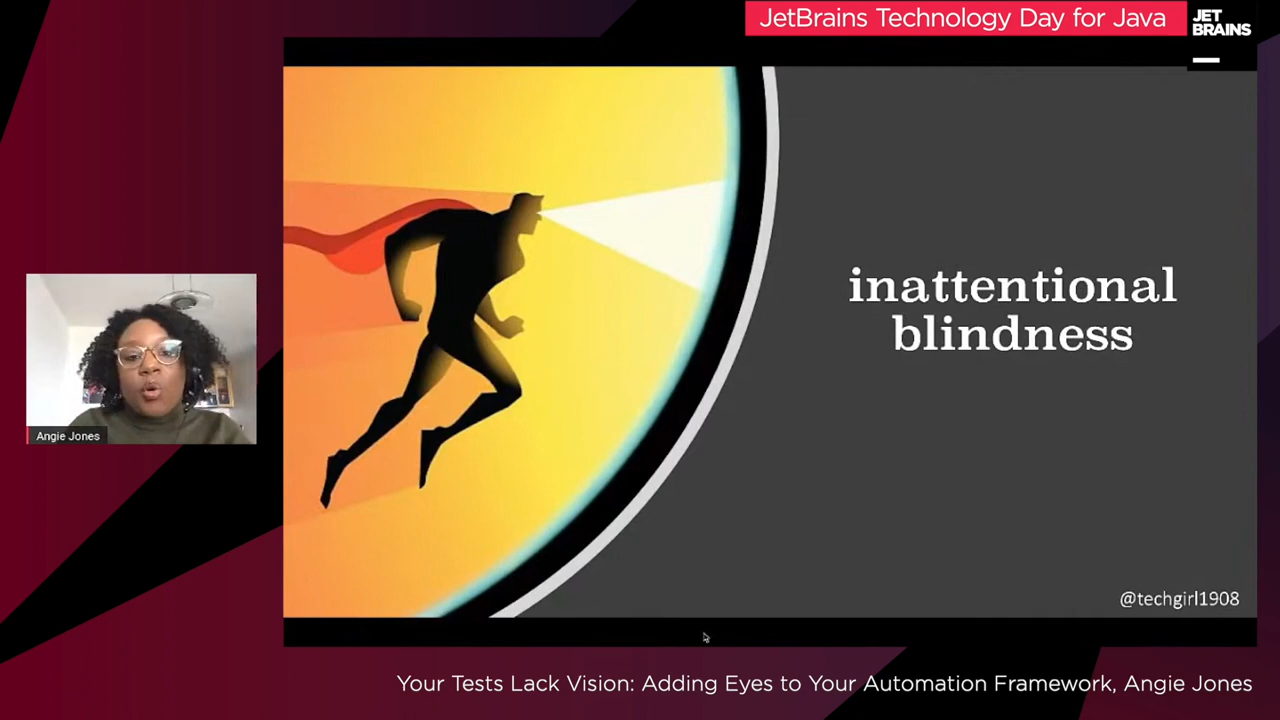 JetBrains Technology Day for Java
JET
BRAINS
inattentional
blindness
Angie Jones
@techgirl1908
Your Tests Lack Vision: Adding Eyes to Your Automation Framework, Angie Jones